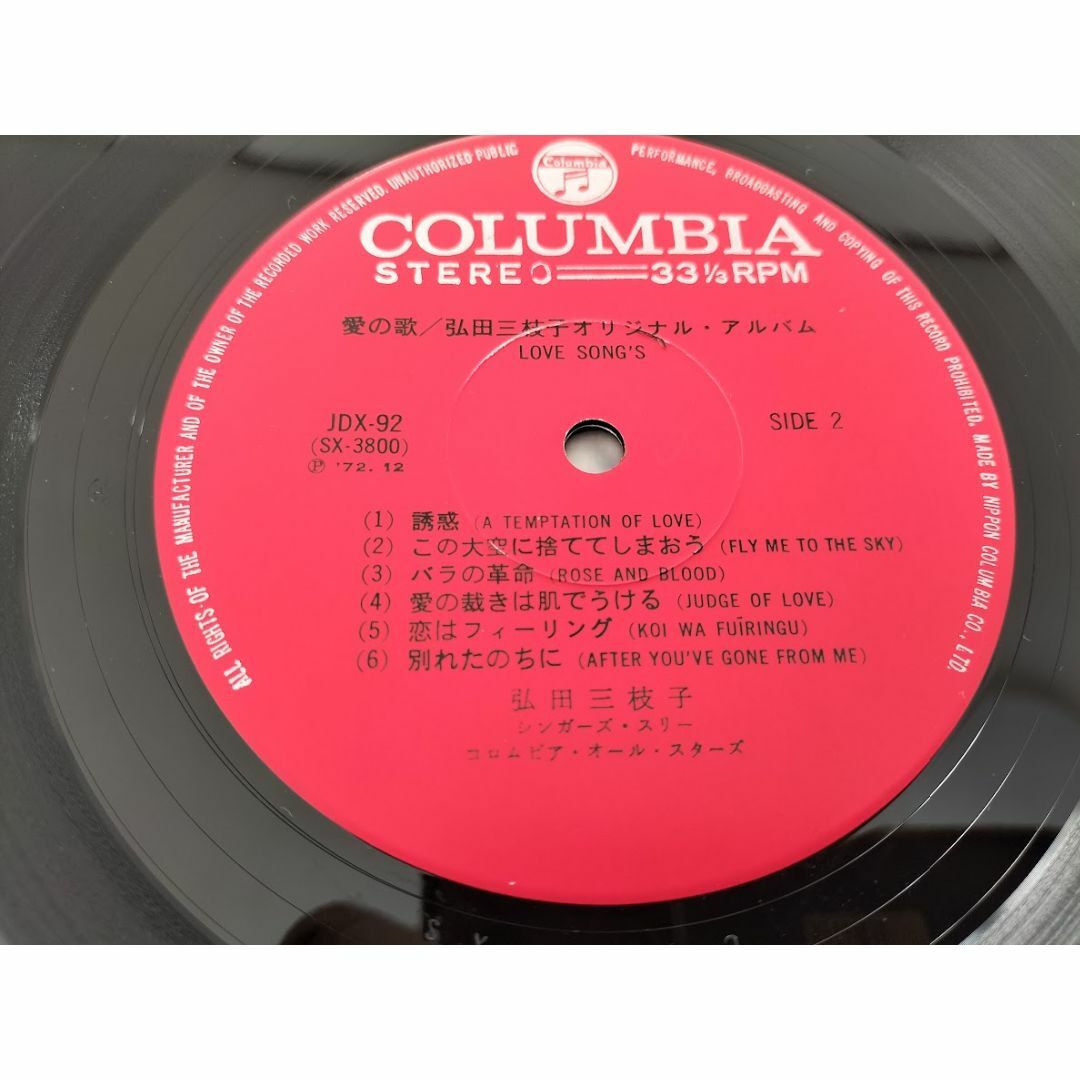 ALL RIGHTS OF THE MANUFACTURER AND OF THE OWNER OF THE RECORDED WORK RESERVED. UNAUTHORIZED PUBLIC PERFORMANCE, BROADCASTING AND COPYING OF THIS RECORD PROHIBITED. MADE BY NIPPON COLUMBIA CO., LTD.
Columbia
COLUMBIA
STEREO 33 1/3 RPM
愛の歌/弘田三枝子オリジナル・アルバム
LOVE SONG'S
JDX-92
SIDE 2
(SX-3800)
Ⓟ '72.12
(1) 誘惑 (A TEMPTATION OF LOVE)
(2) この大空に捨ててしまおう (FLY ME TO THE SKY)
(3) バラの革命 (ROSE AND BLOOD)
(4) 愛の裁きは肌でうける (JUDGE OF LOVE)
(5) 恋はフィーリング (KOI WA FUĪRINGU)
(6) 別れたのちに (AFTER YOU'VE GONE FROM ME)
弘田三枝子
シンガーズ・スリー
コロムビア・オール・スターズ